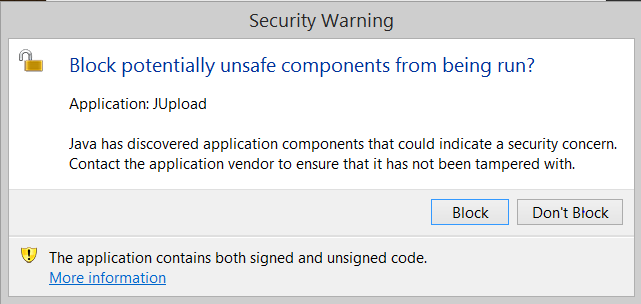 Security Warning
Block potentially unsafe components from being run?
Application: JUpload
Java has discovered application components that could indicate a security concern.
Contact the application vendor to ensure that it has not been tampered with.
Block
Don't Block
The application contains both signed and unsigned code.
More information